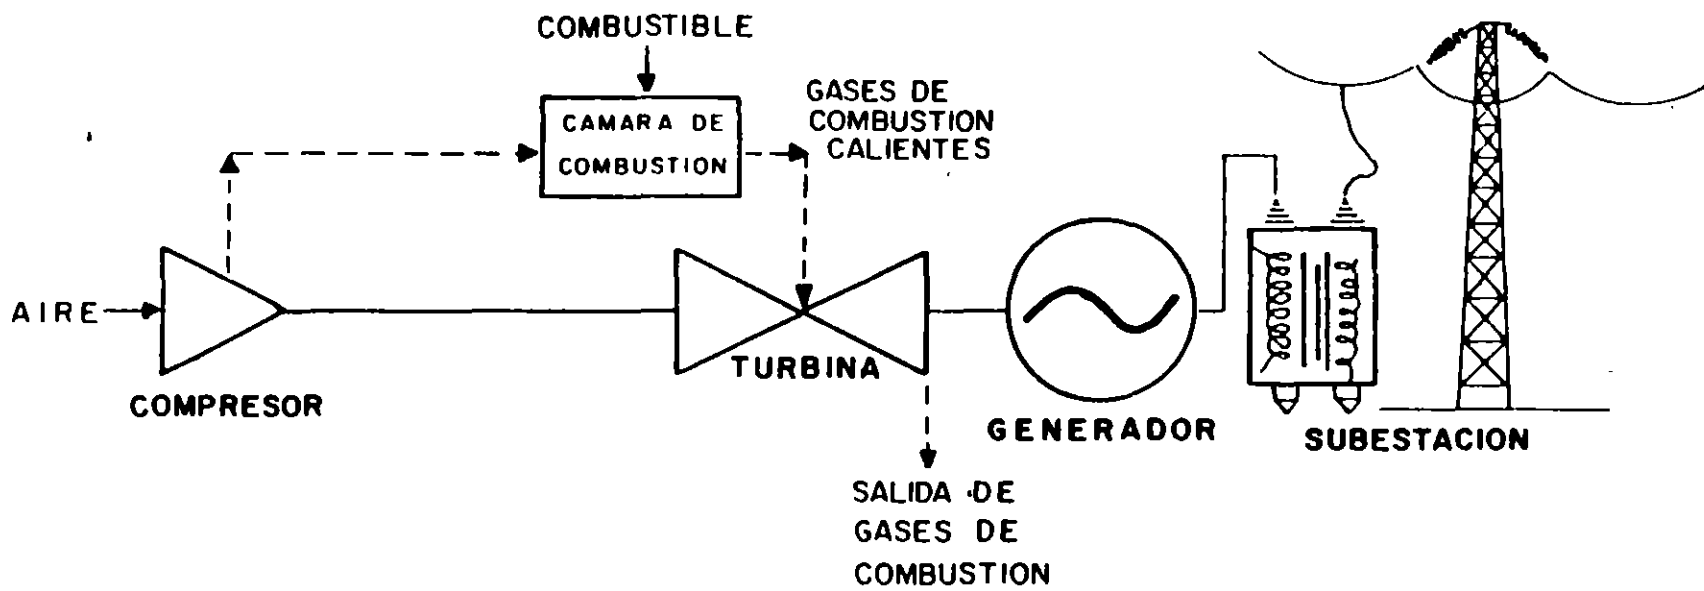 COMBUSTIBLE
CAMARA DE
COMBUSTION
GASES DE
COMBUSTION
CALIENTES
AIRE
COMPRESOR
TURBINA
GENERADOR
SUBESTACION
SALIDA DE
GASES DE
COMBUSTION